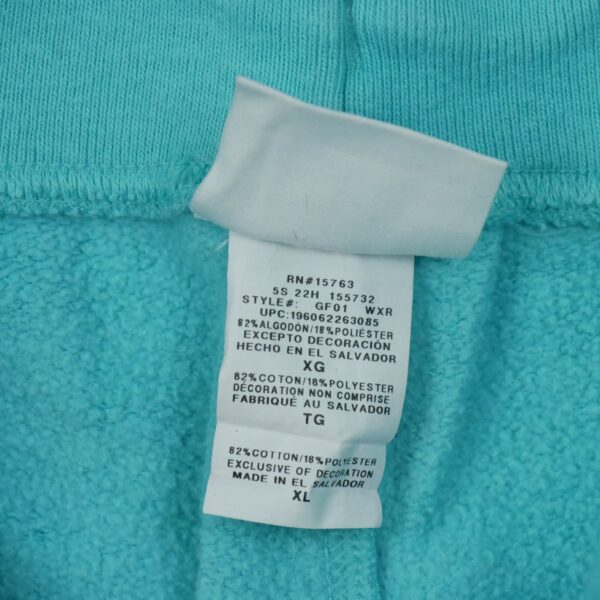 RN#15763
5S 22H 155732
STYLE#: GF01 WXR
UPC:196062263085
82%ALGODÓN/18%POLIÉSTER
EXCEPTO DECORACIÓN
HECHO EN EL SALVADOR
XG
82%COTON/18%POLYESTER
DÉCORATION NON COMPRISE
FABRIQUÉ AU SALVADOR
TG
82%COTTON/18%POLYESTER
EXCLUSIVE OF DECORATION
MADE IN EL SALVADOR
XL